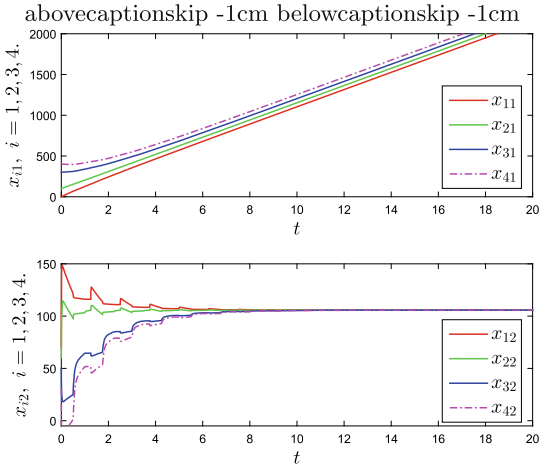 abovecaptionskip -1cm belowcaptionskip -1cm
2000
1500
1000
500
0
x_{i1}, i = 1, 2, 3, 4.
x_{11}
x_{21}
x_{31}
x_{41}
0 2 4 6 8 10 12 14 16 18 20
t
150
100
50
0
x_{i2}, i = 1, 2, 3, 4.
x_{12}
x_{22}
x_{32}
x_{42}
0 2 4 6 8 10 12 14 16 18 20
t